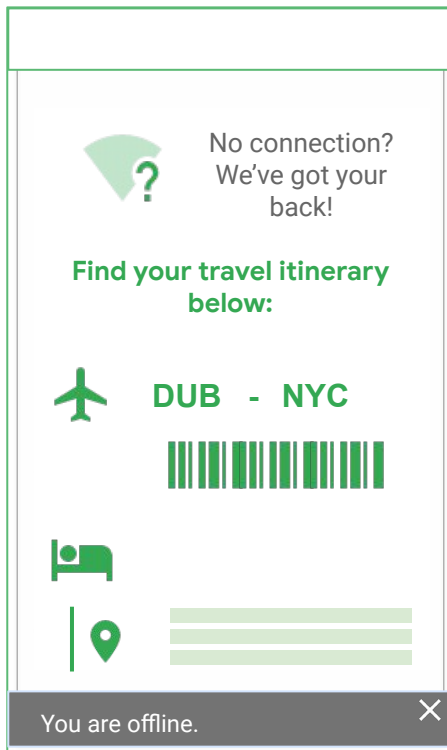 No connection?
We've got your
back!
Find your travel itinerary
below:
DUB - NYC
You are offline.